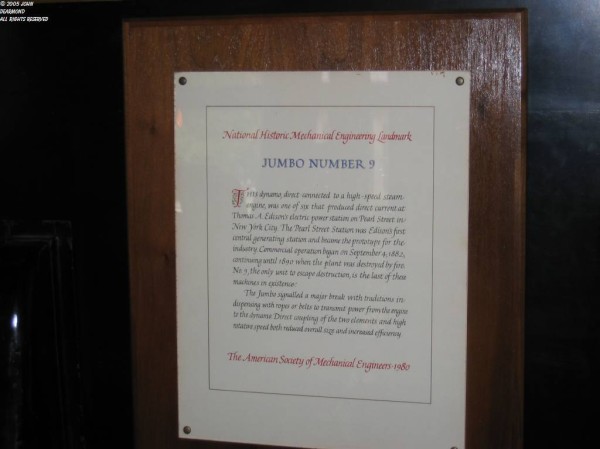 © 2005 JOHN
DEARMOND
ALL RIGHTS RESERVED
National Historic Mechanical Engineering Landmark
JUMBO NUMBER 9
This dynamo, direct connected to a high-speed steam-
engine, was one of six that produced direct current at
Thomas A. Edison's electric power station on Pearl Street in
New York City. The Pearl Street Station was Edison's first
central generating station and became the prototype for the
industry. Commercial operation began on September 4, 1882,
continuing until 1890 when the plant was destroyed by fire.
No. 9, the only unit to escape destruction, is the last of these
machines in existence.
The Jumbo signalled a major break with traditions in
dispensing with ropes or belts to transmit power from the engine
to the dynamo. Direct coupling of the two elements and high
rotative speed both reduced overall size and increased efficiency.
The American Society of Mechanical Engineers-1980